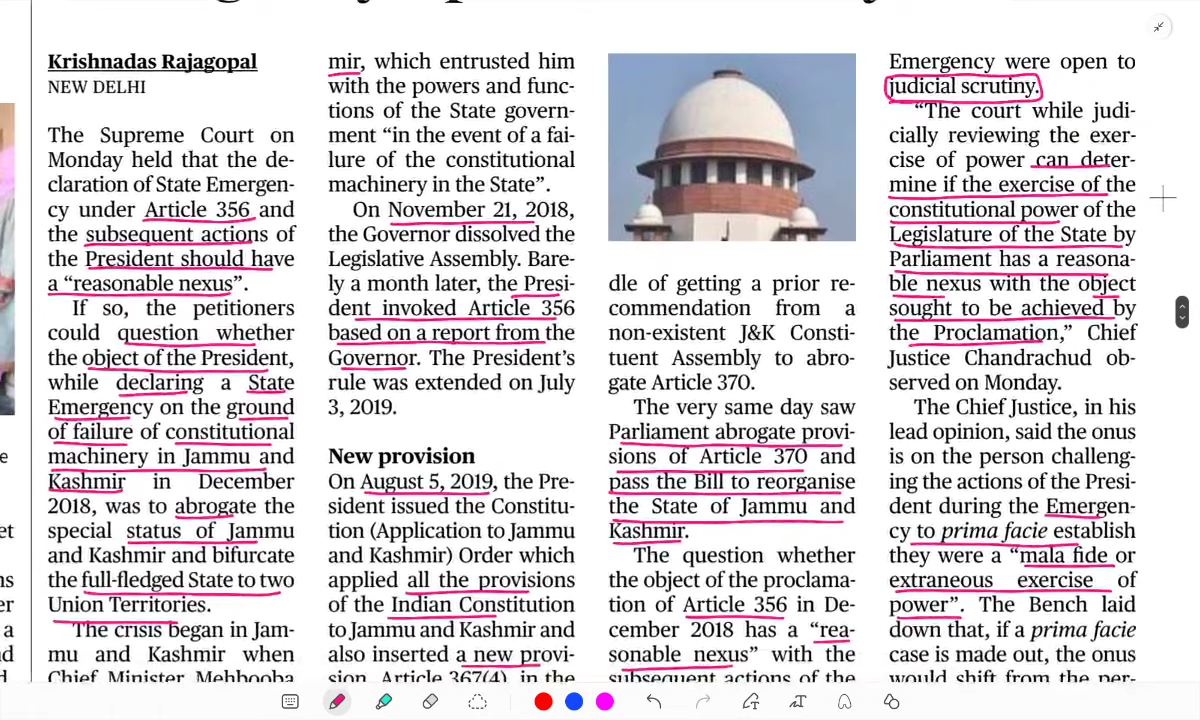 Krishnadas Rajagopal
NEW DELHI
The Supreme Court on
Monday held that the de-
claration of State Emergen-
cy under Article 356 and
the subsequent actions of
the President should have
a “reasonable nexus”.
If so, the petitioners
could question whether
the object of the President,
while declaring a State
Emergency on the ground
of failure of constitutional
machinery in Jammu and
Kashmir in December
2018, was to abrogate the
special status of Jammu
and Kashmir and bifurcate
the full-fledged State to two
Union Territories.
The crisis began in Jam-
mu and Kashmir when
Chief Minister Mehbooba
mir, which entrusted him
with the powers and func-
tions of the State govern-
ment “in the event of a fai-
lure of the constitutional
machinery in the State”.
On November 21, 2018,
the Governor dissolved the
Legislative Assembly. Bare-
ly a month later, the Presi-
dent invoked Article 356
based on a report from the
Governor. The President’s
rule was extended on July
3, 2019.
New provision
On August 5, 2019, the Pre-
sident issued the Constitu-
tion (Application to Jammu
and Kashmir) Order which
applied all the provisions
of the Indian Constitution
to Jammu and Kashmir and
also inserted a new provi-
sion, Article 367(4), in the
dle of getting a prior re-
commendation from a
non-existent J&K Consti-
tuent Assembly to abro-
gate Article 370.
The very same day saw
Parliament abrogate provi-
sions of Article 370 and
pass the Bill to reorganise
the State of Jammu and
Kashmir.
The question whether
the object of the proclama-
tion of Article 356 in De-
cember 2018 has a “rea-
sonable nexus” with the
subsequent actions of the
Emergency were open to
judicial scrutiny.
“The court while judi-
cially reviewing the exer-
cise of power can deter-
mine if the exercise of the
constitutional power of the
Legislature of the State by
Parliament has a reasona-
ble nexus with the object
sought to be achieved by
the Proclamation,” Chief
Justice Chandrachud ob-
served on Monday.
The Chief Justice, in his
lead opinion, said the onus
is on the person challeng-
ing the actions of the Presi-
dent during the Emergen-
cy to prima facie establish
they were a “mala fide or
extraneous exercise of
power”. The Bench laid
down that, if a prima facie
case is made out, the onus
would shift from the per-